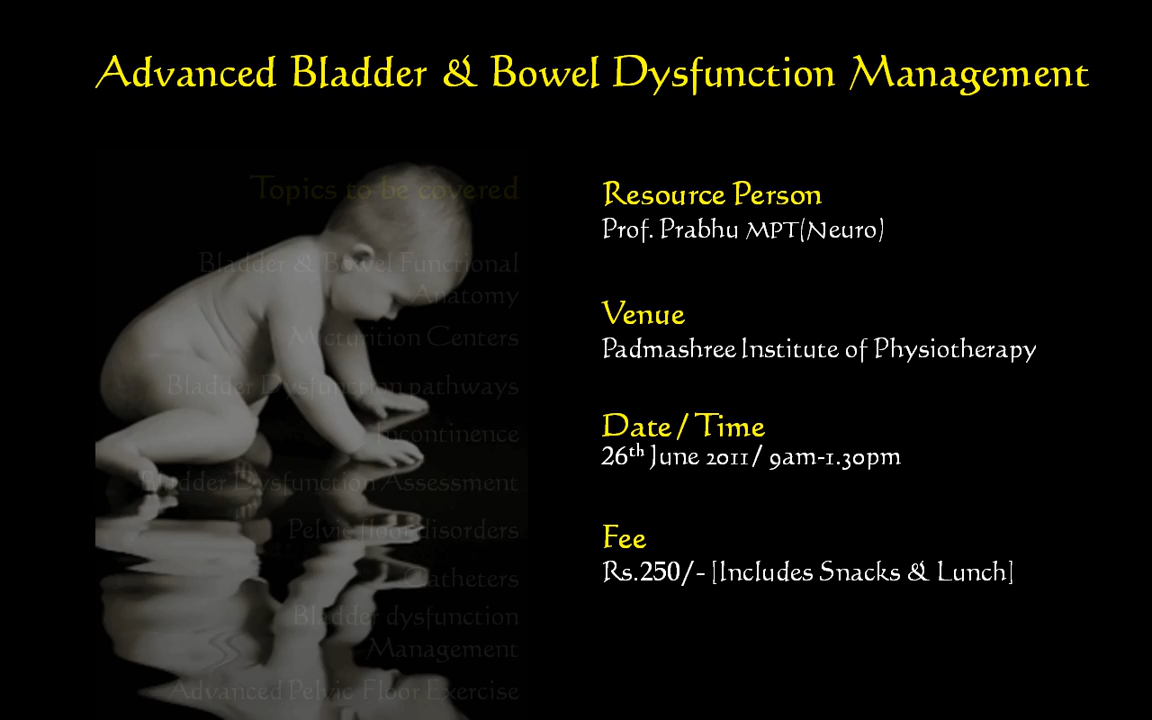 Advanced Bladder & Bowel Dysfunction Management
Topics to be covered
Bladder & Bowel Functional
Anatomy
Micturition Centers
Bladder Dysfunction pathways
Incontinence
Bladder Dysfunction Assessment
Pelvic floor disorders
Catheters
Bladder dysfunction
Management
Advanced Pelvic Floor Exercise
Resource Person
Prof. Prabhu MPT(Neuro)
Venue
Padmashree Institute of Physiotherapy
Date / Time
26th June 2011 / 9am-1.30pm
Fee
Rs.250/- [Includes Snacks & Lunch]